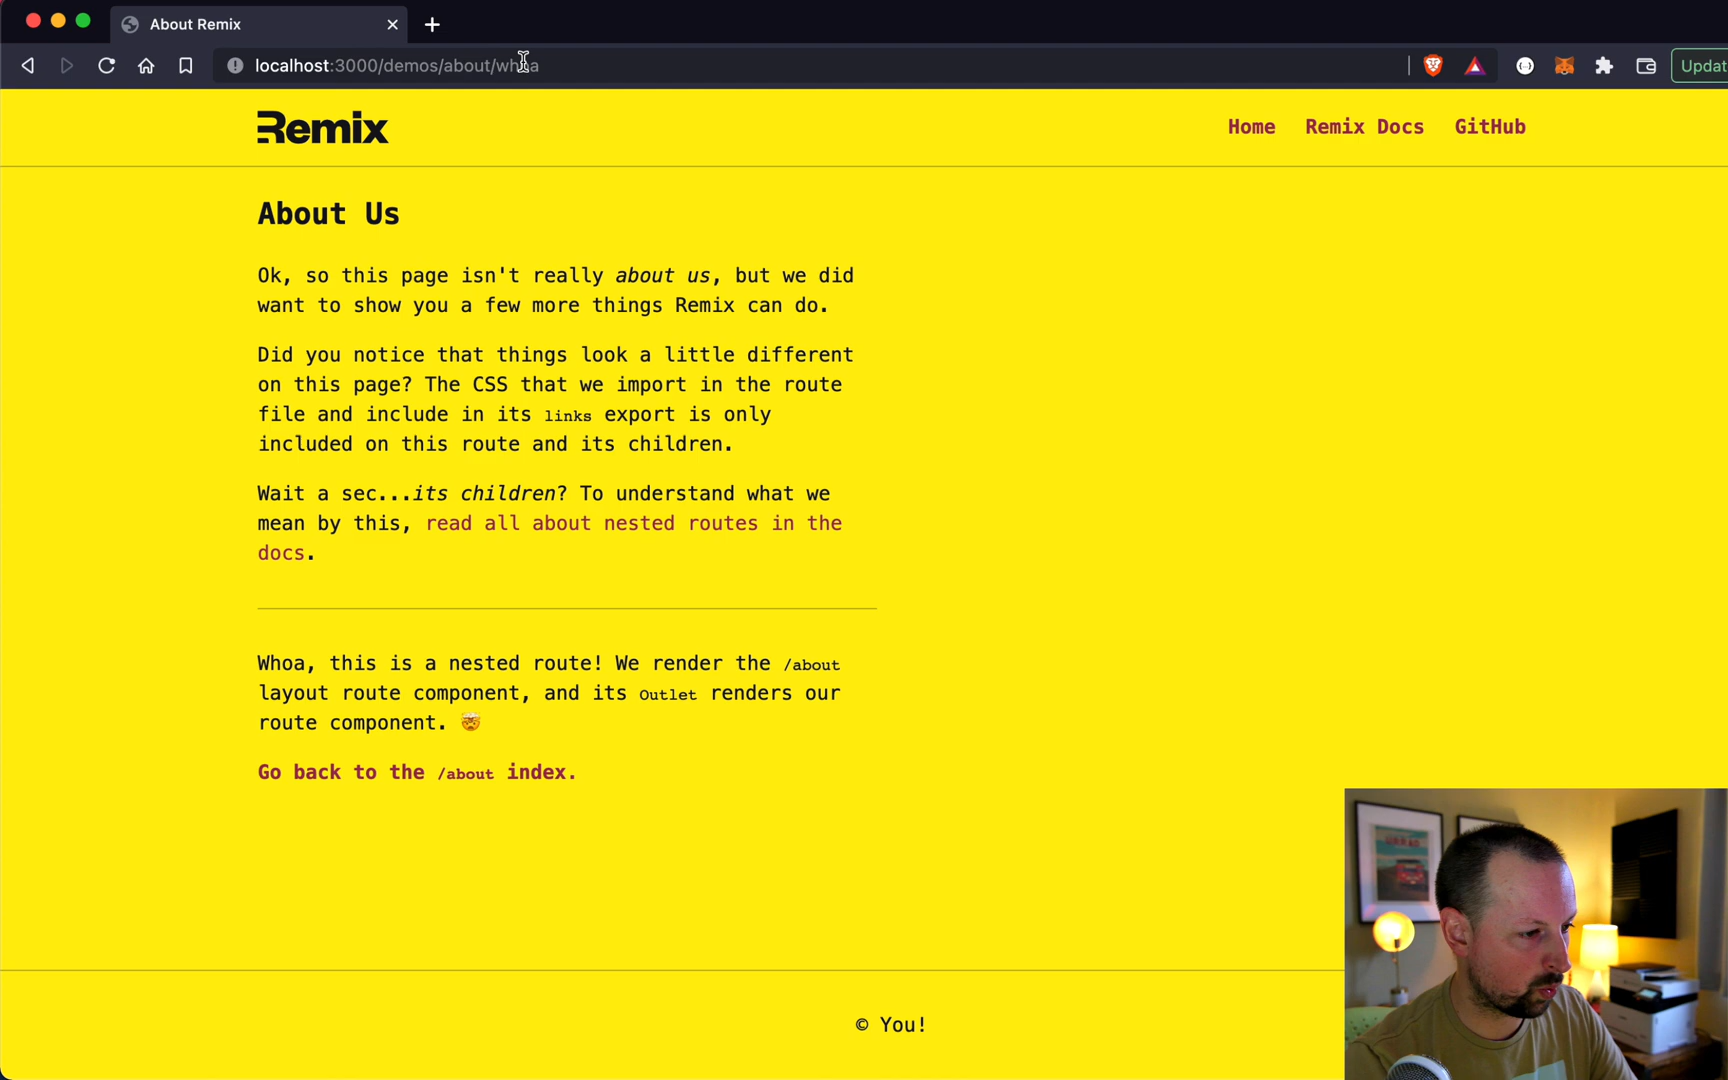 About Remix
localhost:3000/demos/about/whoa
Updat
Remix
Home Remix Docs GitHub
About Us
Ok, so this page isn't really about us, but we did
want to show you a few more things Remix can do.
Did you notice that things look a little different
on this page? The CSS that we import in the route
file and include in its links export is only
included on this route and its children.
Wait a sec...its children? To understand what we
mean by this, read all about nested routes in the
docs.
Whoa, this is a nested route! We render the /about
layout route component, and its Outlet renders our
route component. 🤯
Go back to the /about index.
© You!